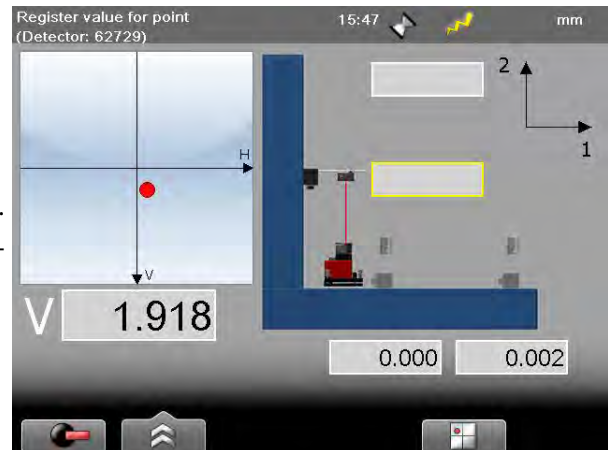 Register value for point
(Detector: 62729)
15:47
mm
H
V
2
1
V 1.918
0.000
0.002